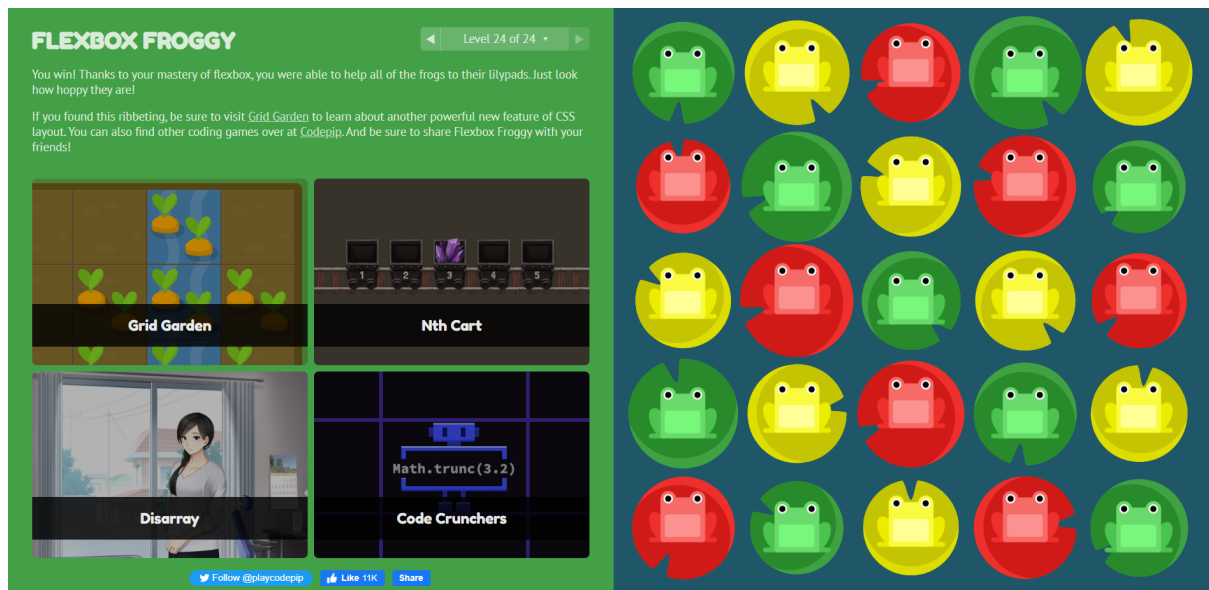 FLEXBOX FROGGY
Level 24 of 24
You win! Thanks to your mastery of flexbox, you were able to help all of the frogs to their lilypads. Just look
how hoppy they are!
If you found this ribbeting, be sure to visit Grid Garden to learn about another powerful new feature of CSS
layout. You can also find other coding games over at Codepip. And be sure to share Flexbox Froggy with your
friends!
1 2 3 4 5
Grid Garden
Nth Cart
Math.trunc(3.2)
Disarray
Code Crunchers
Follow @playcodepip
Like 11K
Share